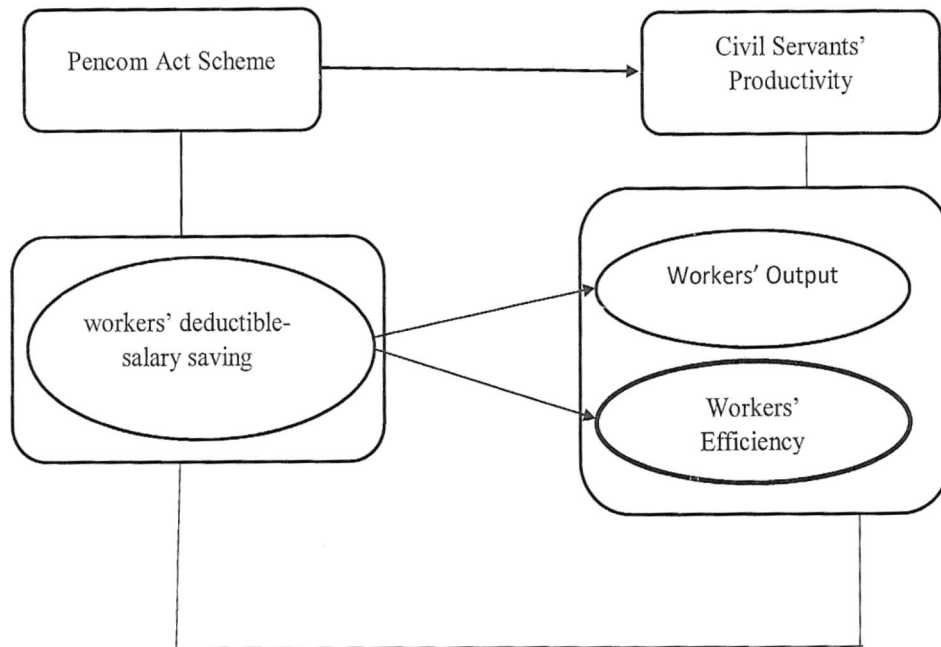 Pencom Act Scheme
Civil Servants’
Productivity
workers’ deductible-
salary saving
Workers’ Output
Workers’
Efficiency